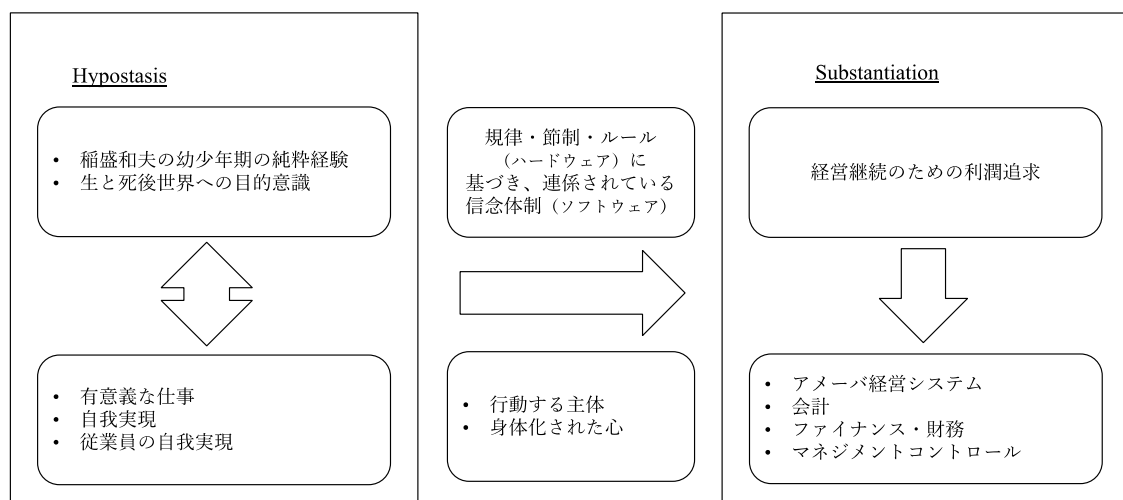 Hypostasis
• 稲盛和夫の幼少年期の純粋経験
• 生と死後世界への目的意識
• 有意義な仕事
• 自我実現
• 従業員の自我実現
規律・節制・ルール
（ハードウェア）に
基づき、連係されている
信念体制（ソフトウェア）
• 行動する主体
• 身体化された心
Substantiation
経営継続のための利潤追求
• アメーバ経営システム
• 会計
• ファイナンス・財務
• マネジメントコントロール